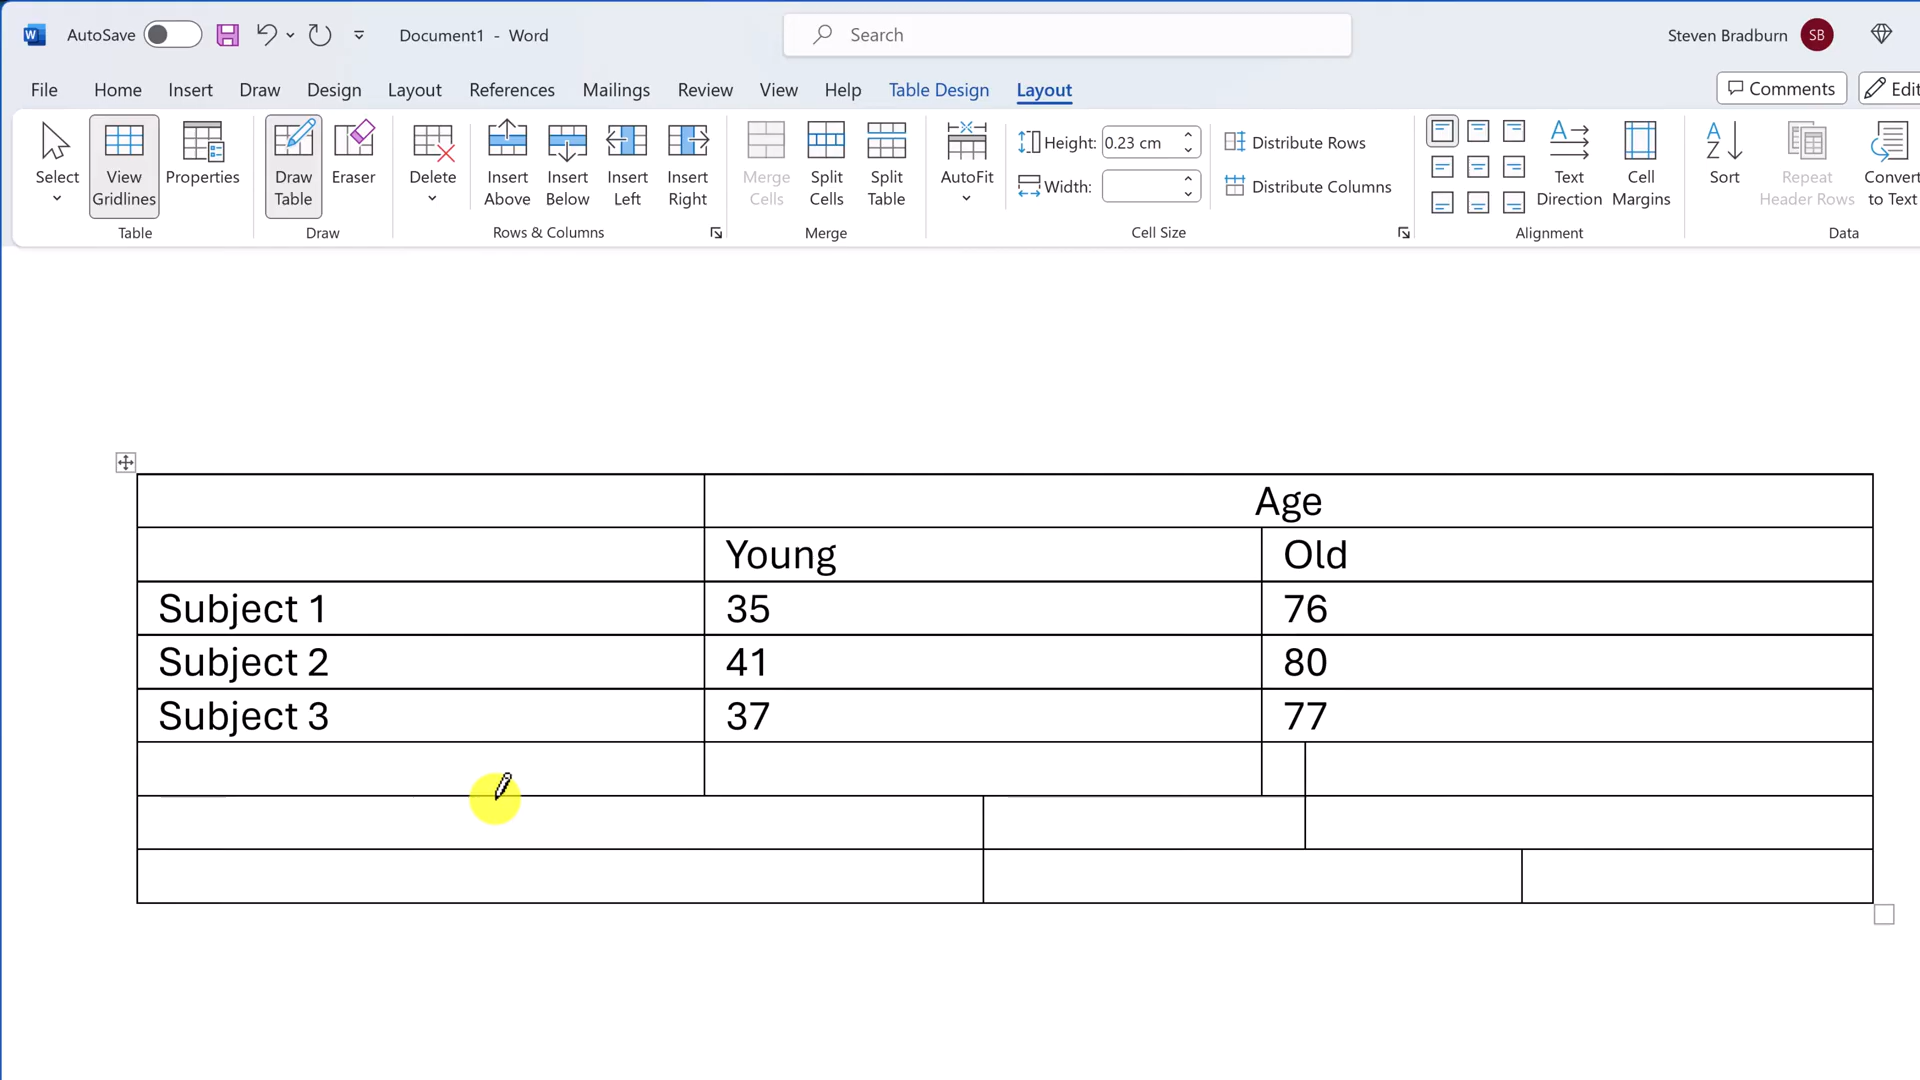 AutoSave Document1 - Word Search Steven Bradburn SB
File Home Insert Draw Design Layout References Mailings Review View Help Table Design Layout Comments Edit
Select View Gridlines Properties Draw Table Eraser Delete Insert Above Insert Below Insert Left Insert Right Merge Cells Split Cells Split Table AutoFit Height: 0.23 cm Width: Distribute Rows Distribute Columns Text Direction Cell Margins Sort Repeat Header Rows Convert to Text
Table Draw Rows & Columns Merge Cell Size Alignment Data
Age
Young Old
Subject 1 35 76
Subject 2 41 80
Subject 3 37 77